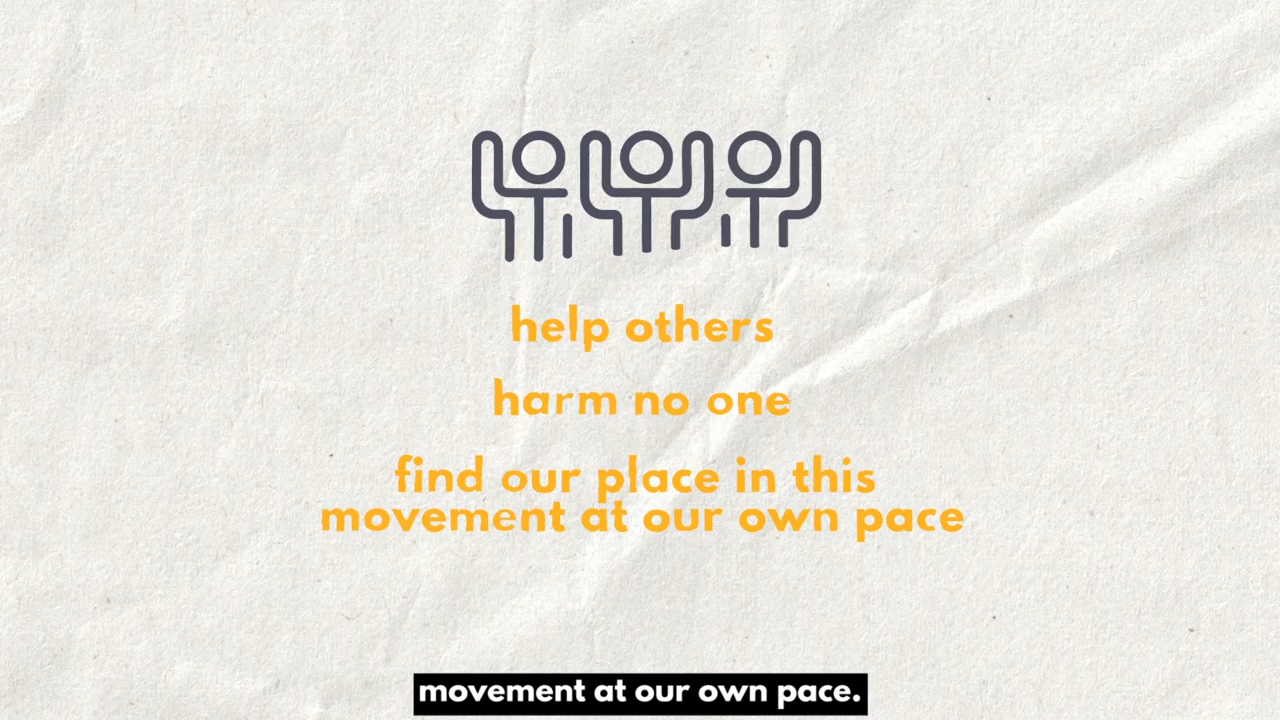 help others
harm no one
find our place in this
movement at our own pace
movement at our own pace.